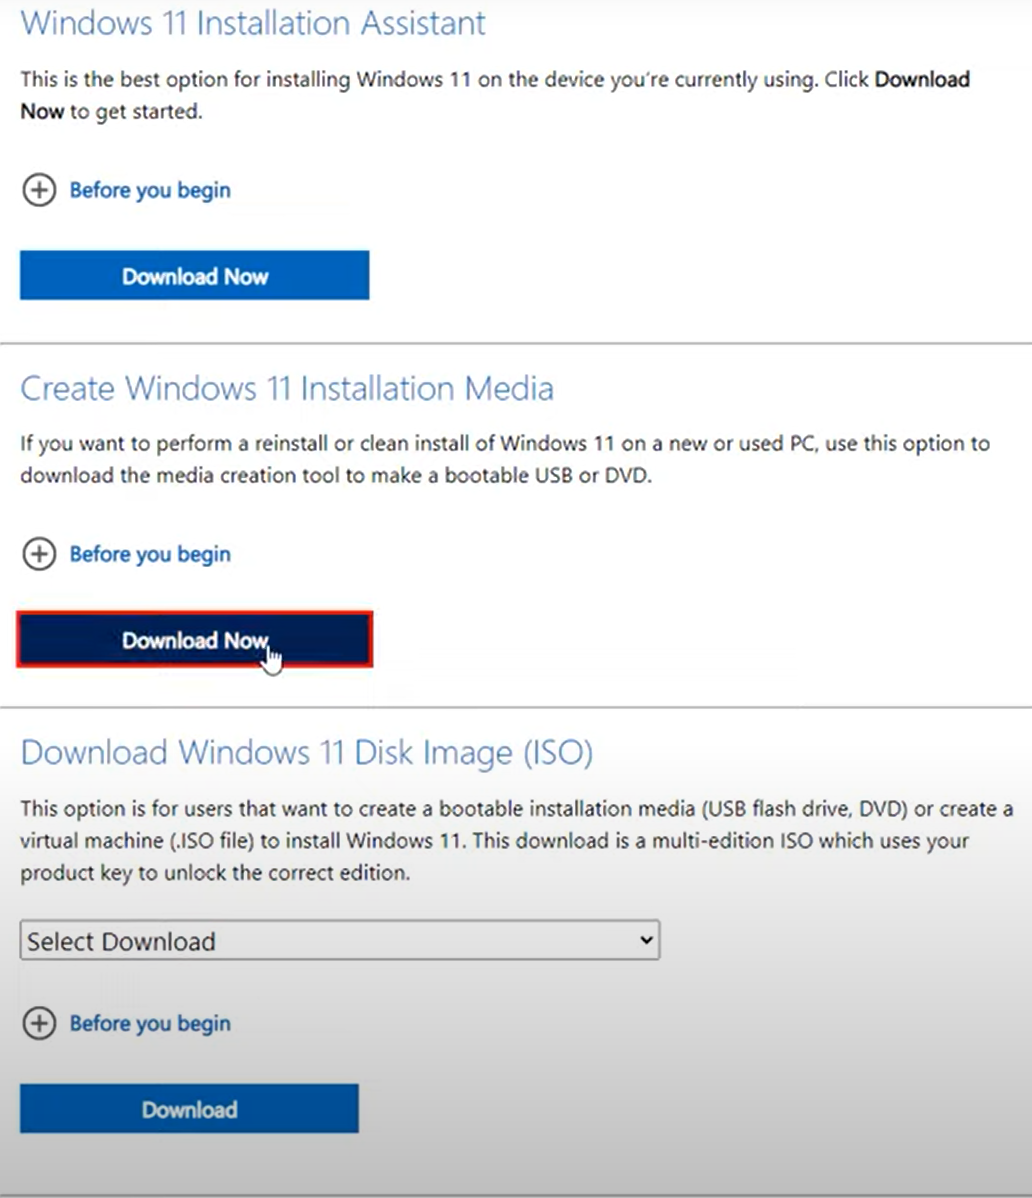 Windows 11 Installation Assistant
This is the best option for installing Windows 11 on the device you're currently using. Click Download
Now to get started.
Before you begin
Download Now
Create Windows 11 Installation Media
If you want to perform a reinstall or clean install of Windows 11 on a new or used PC, use this option to
download the media creation tool to make a bootable USB or DVD.
Before you begin
Download Now
Download Windows 11 Disk Image (ISO)
This option is for users that want to create a bootable installation media (USB flash drive, DVD) or create a
virtual machine (.ISO file) to install Windows 11. This download is a multi-edition ISO which uses your
product key to unlock the correct edition.
Select Download
Before you begin
Download